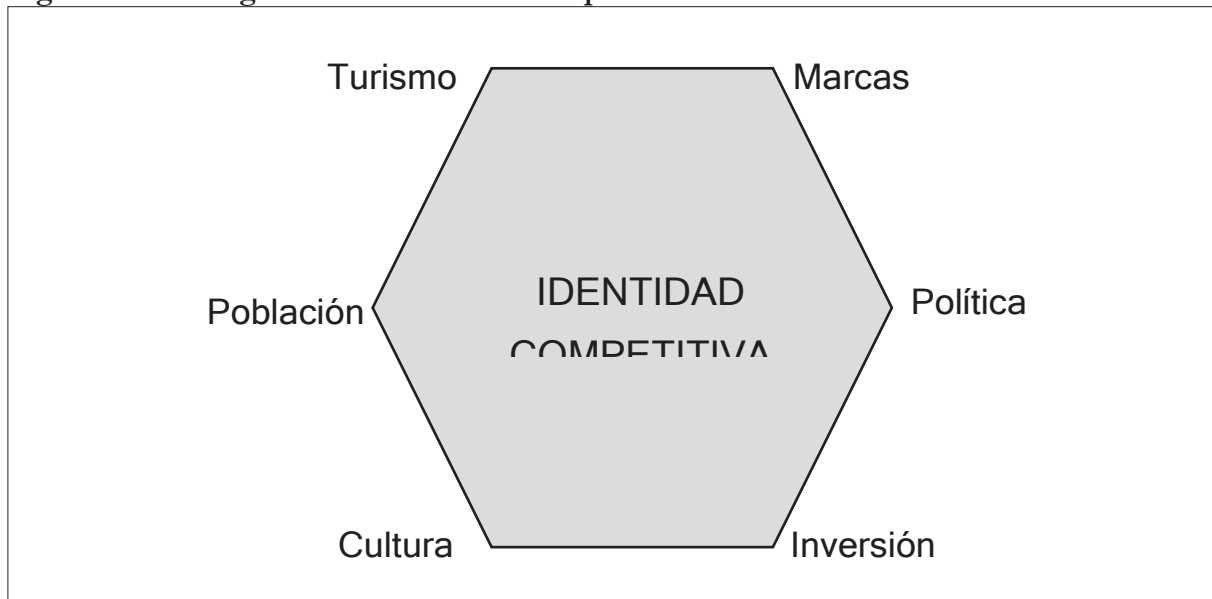 Turismo
Marcas
IDENTIDAD
COMPETITIVA
Población
Política
Cultura
Inversión